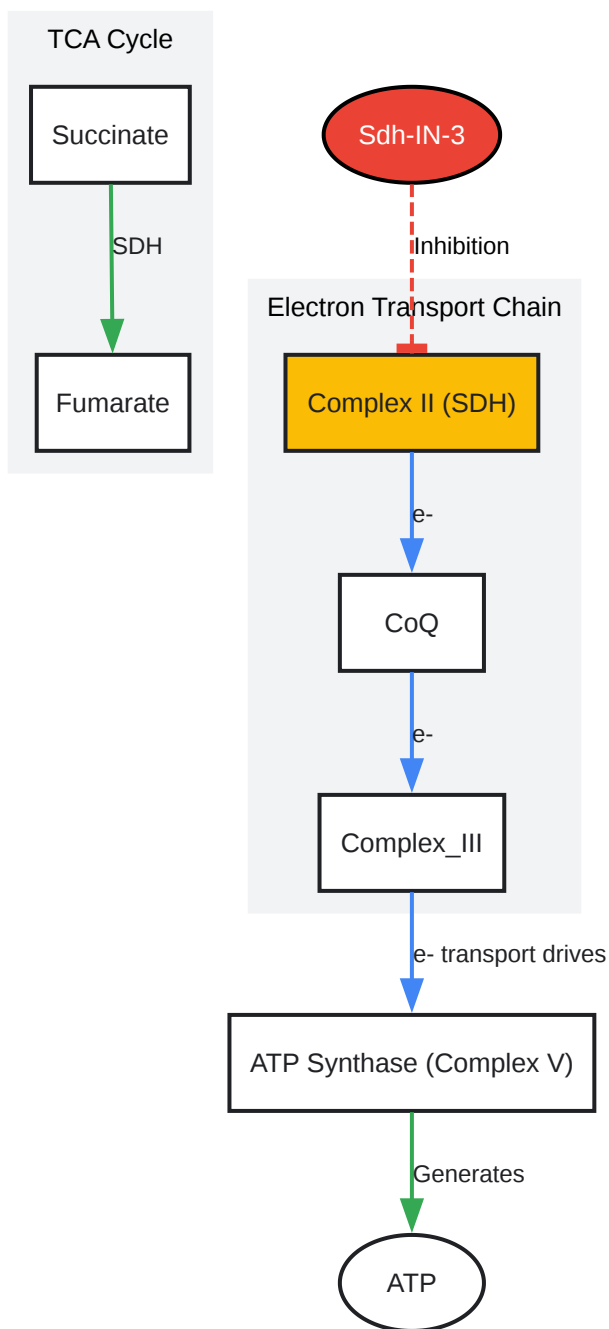 TCA Cycle
Succinate
SDH
Fumarate
Sdh-IN-3
Inhibition
Electron Transport Chain
Complex II (SDH)
e-
CoQ
e-
Complex_III
e- transport drives
ATP Synthase (Complex V)
Generates
ATP